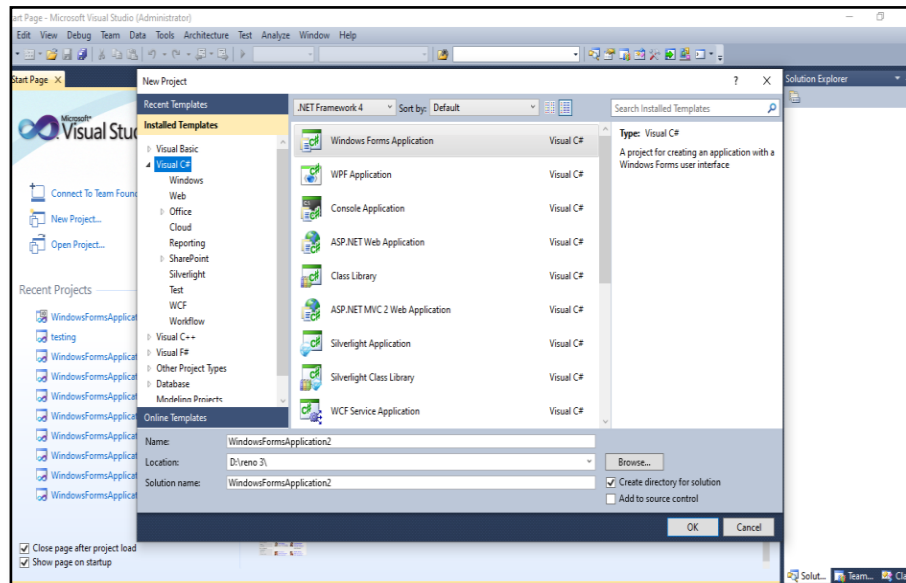 art Page - Microsoft Visual Studio (Administrator)
Edit View Debug Team Data Tools Architecture Test Analyze Window Help
Start Page X
New Project
? X
Solution Explorer
Microsoft
Visual Stud
Connect To Team Found
New Project...
Open Project...
Recent Projects
WindowsFormsApplicat
testing
WindowsFormsApplicat
WindowsFormsApplicat
WindowsFormsApplicat
WindowsFormsApplicat
WindowsFormsApplicat
WindowsFormsApplicat
WindowsFormsApplicat
WindowsFormsApplicat
Close page after project load
Show page on startup
Recent Templates
Installed Templates
Visual Basic
Visual C#
Windows
Web
Office
Cloud
Reporting
SharePoint
Silverlight
Test
WCF
Workflow
Visual C++
Visual F#
Other Project Types
Database
Modeling Projects
Online Templates
.NET Framework 4 Sort by: Default
Search Installed Templates
Windows Forms Application Visual C#
WPF Application Visual C#
Console Application Visual C#
ASP.NET Web Application Visual C#
Class Library Visual C#
ASP.NET MVC 2 Web Application Visual C#
Silverlight Application Visual C#
Silverlight Class Library Visual C#
WCF Service Application Visual C#
Type: Visual C#
A project for creating an application with a
Windows Forms user interface
Name: WindowsFormsApplication2
Location: D:\reno 3\ Browse...
Solution name: WindowsFormsApplication2
Create directory for solution
Add to source control
OK Cancel
Solut... Team... Cla